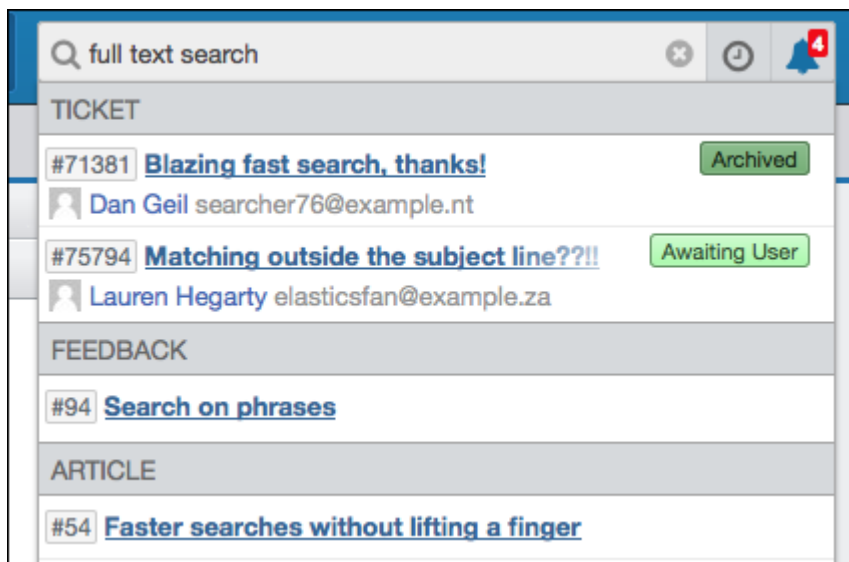 full text search
4
TICKET
#71381 Blazing fast search, thanks! Archived
Dan Geil searcher76@example.nt
#75794 Matching outside the subject line??!! Awaiting User
Lauren Hegarty elasticsfan@example.za
FEEDBACK
#94 Search on phrases
ARTICLE
#54 Faster searches without lifting a finger